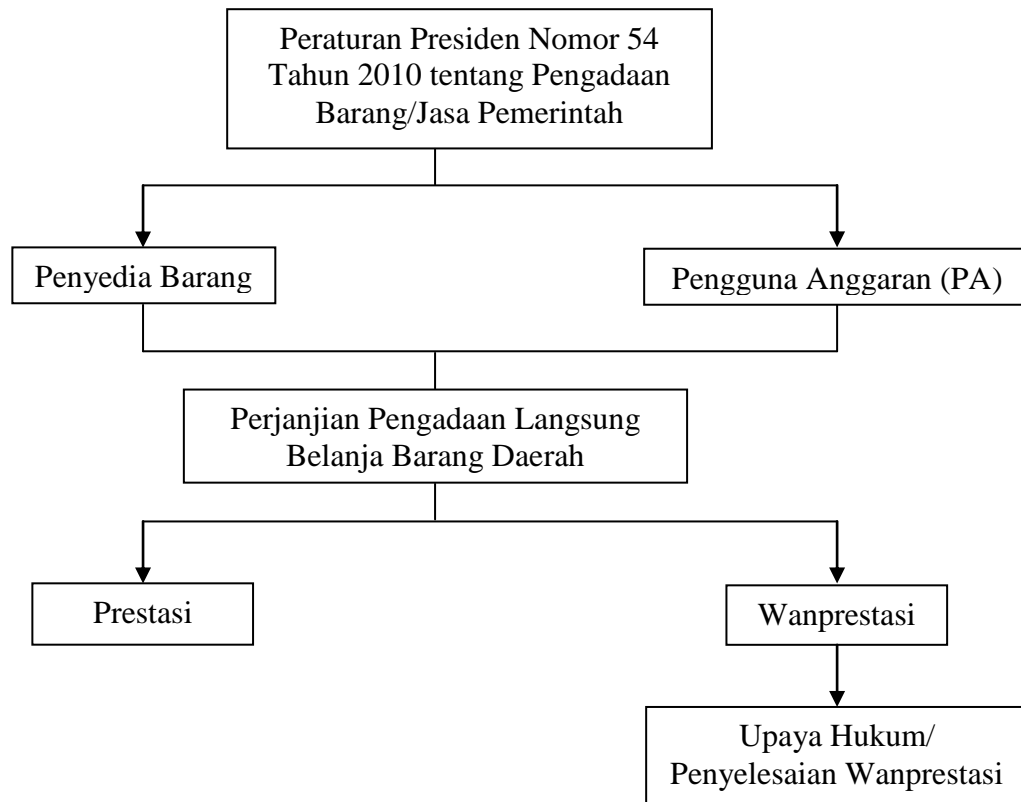 Peraturan Presiden Nomor 54
Tahun 2010 tentang Pengadaan
Barang/Jasa Pemerintah
Penyedia Barang
Pengguna Anggaran (PA)
Perjanjian Pengadaan Langsung
Belanja Barang Daerah
Prestasi
Wanprestasi
Upaya Hukum/
Penyelesaian Wanprestasi